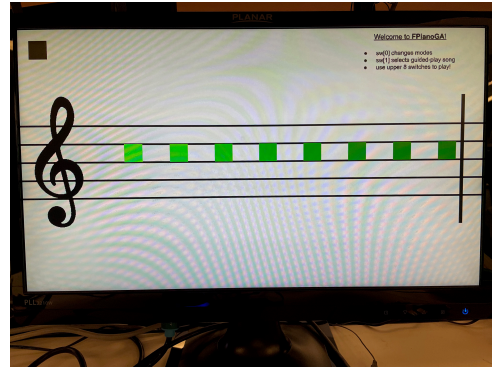 PLANAR
Welcome to FPianoGA!
sw[0] changes modes
sw[1] selects guided-play song
use upper 8 switches to play!